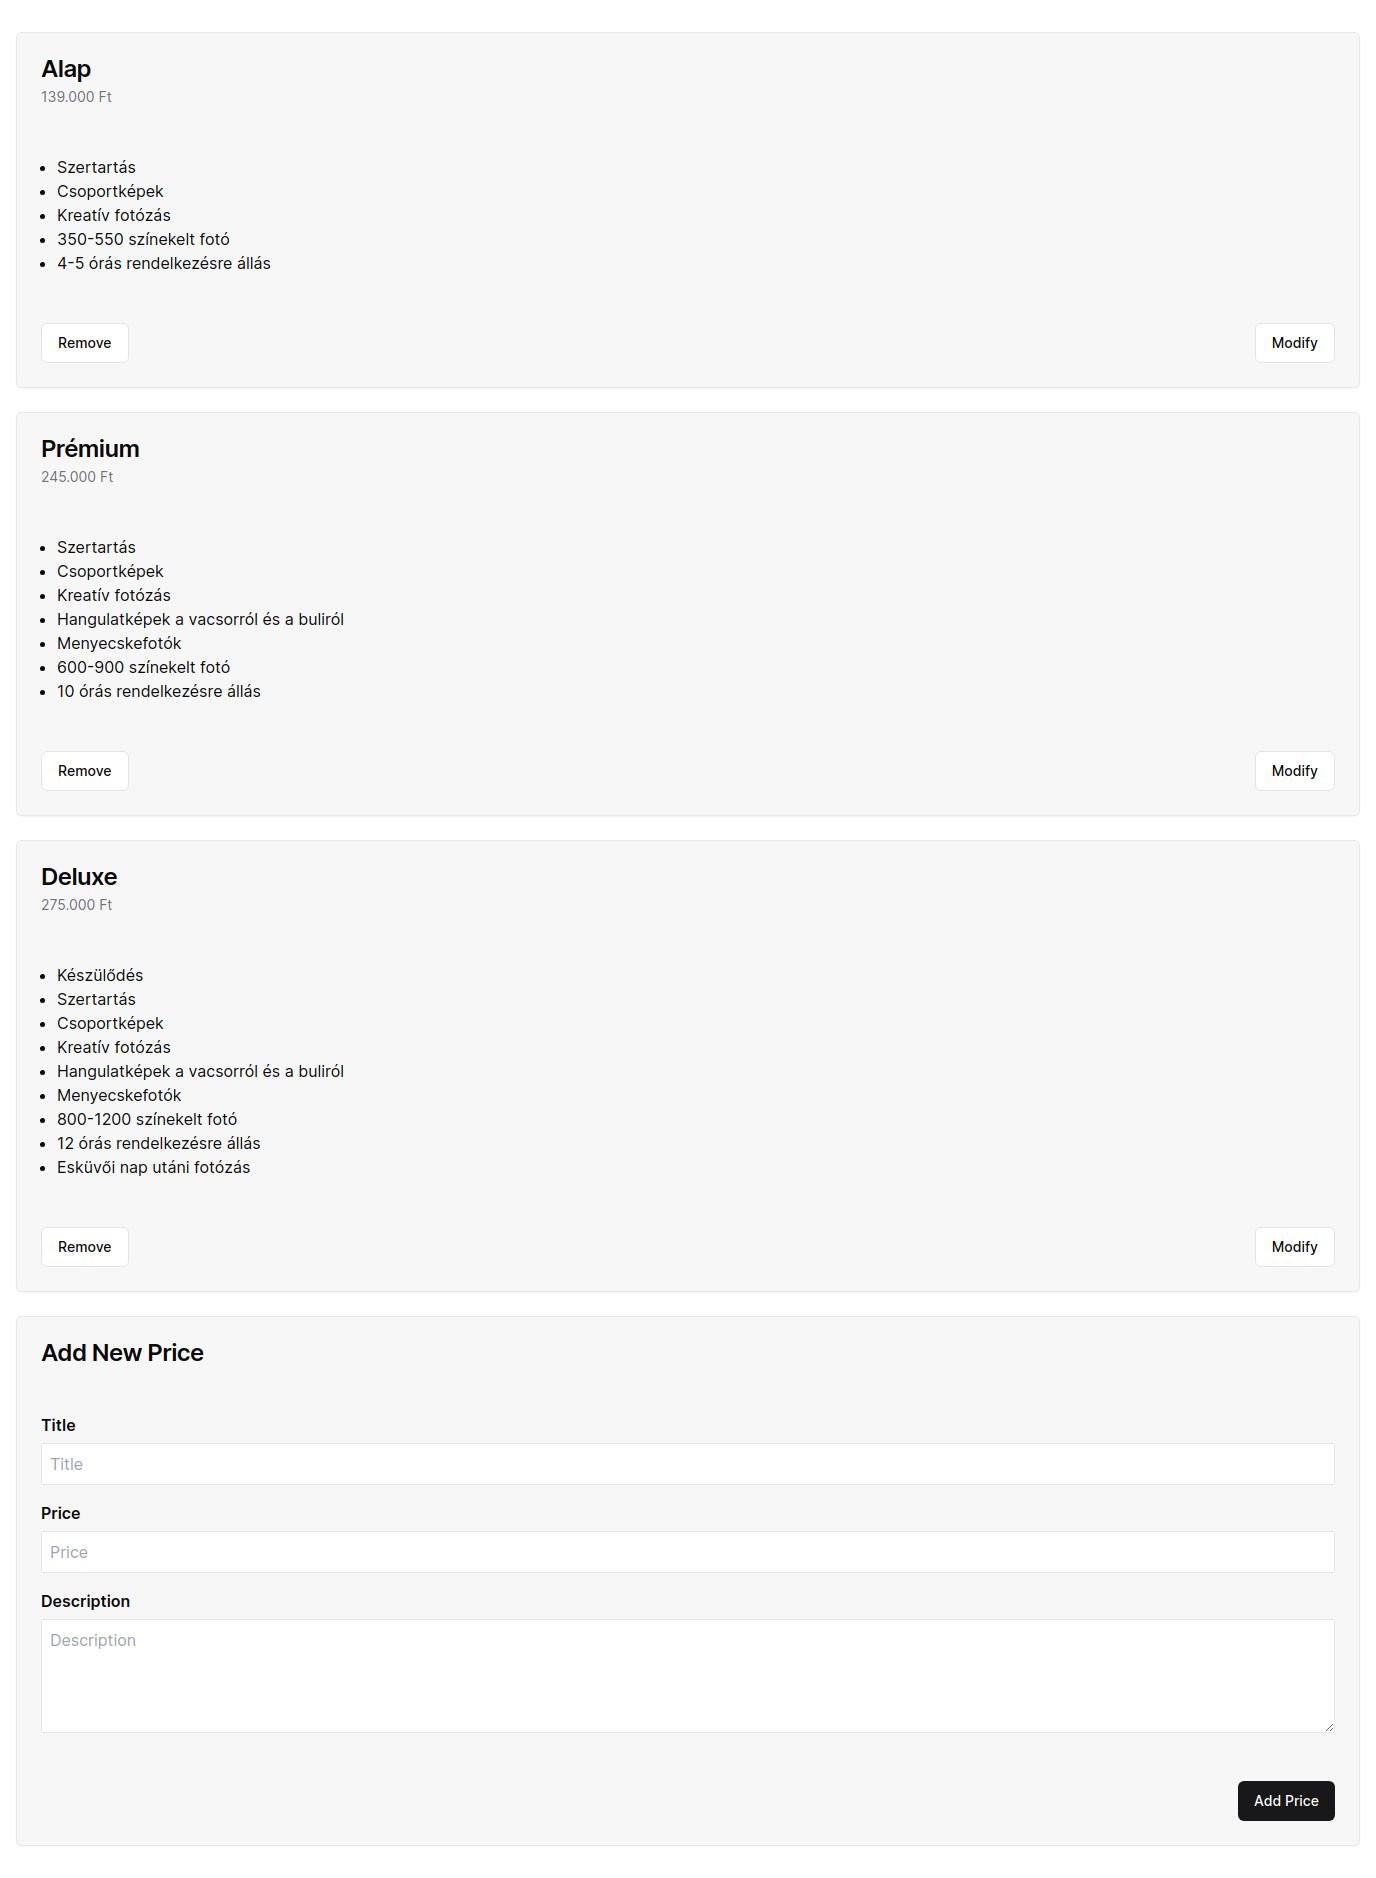 Alap
139.000 Ft
Szertartás
Csoportképek
Kreatív fotózás
350-550 színekelt fotó
4-5 órás rendelkezésre állás
Remove
Modify
Prémium
245.000 Ft
Szertartás
Csoportképek
Kreatív fotózás
Hangulatképek a vacsorról és a buliról
Menyecskefotók
600-900 színekelt fotó
10 órás rendelkezésre állás
Remove
Modify
Deluxe
275.000 Ft
Készülődés
Szertartás
Csoportképek
Kreatív fotózás
Hangulatképek a vacsorról és a buliról
Menyecskefotók
800-1200 színekelt fotó
12 órás rendelkezésre állás
Esküvői nap utáni fotózás
Remove
Modify
Add New Price
Title
Title
Price
Price
Description
Description
Add Price